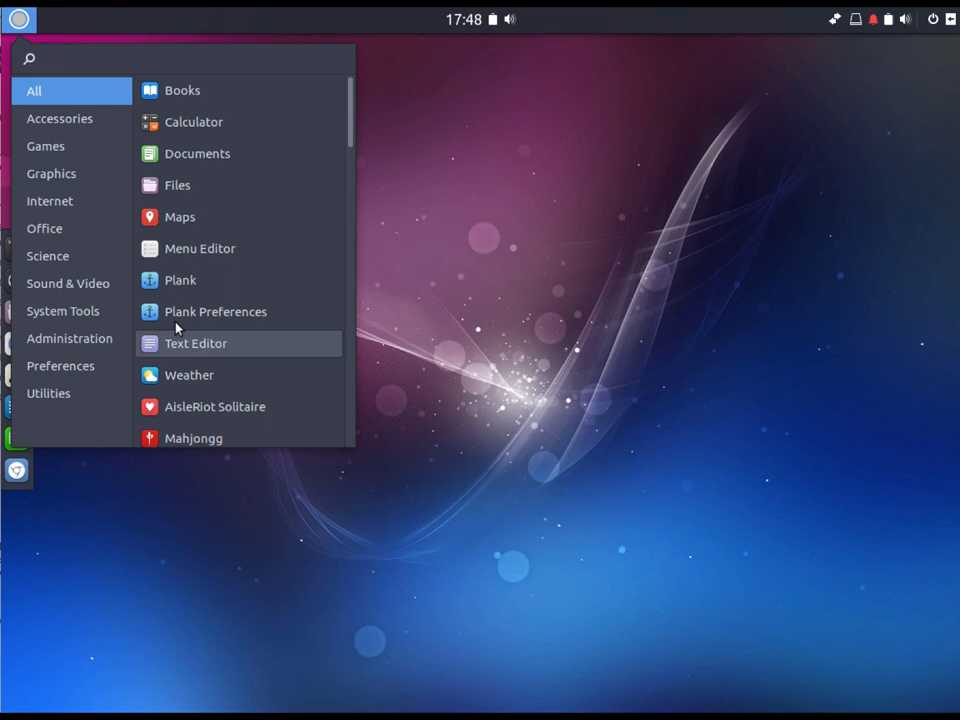 17:48
All
Accessories
Games
Graphics
Internet
Office
Science
Sound & Video
System Tools
Administration
Preferences
Utilities
Books
Calculator
Documents
Files
Maps
Menu Editor
Plank
Plank Preferences
Text Editor
Weather
AisleRiot Solitaire
Mahjongg